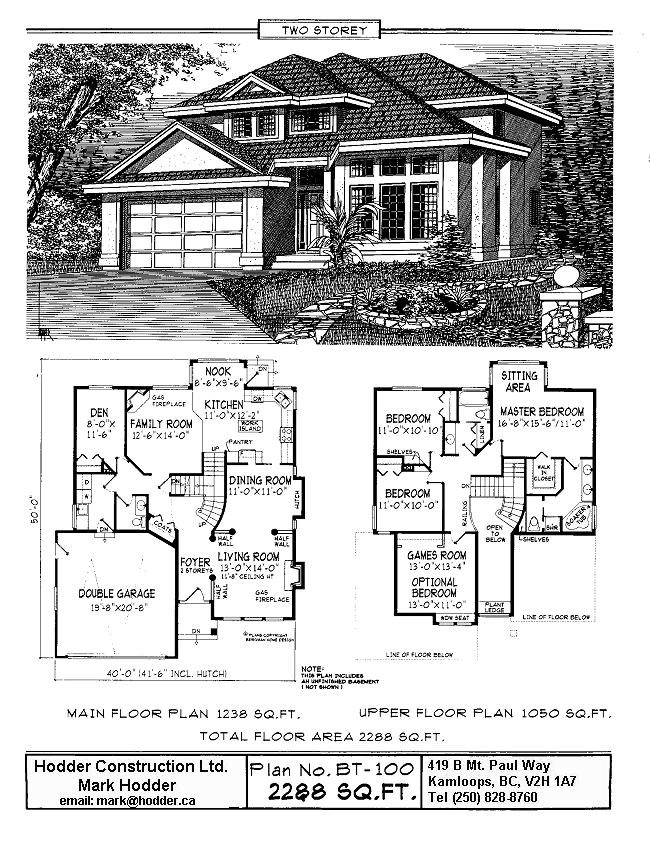 TWO STOREY
NOOK
8'-6"X9'-6"
DN
GAS
FIREPLACE
DEN
8'-0"X
11'-6"
FAMILY ROOM
12'-6"X14'-0"
KITCHEN
11'-0"X12'-2"
DW
WORK
ISLAND
PANTRY
UP
DINING ROOM
11'-0"X11'-0"
HUTCH
D
W
DN
COATS
DN
UP
HALF
WALL
HALF
WALL
FOYER
2 STOREYS
LIVING ROOM
13'-0"X14'-0"
11'-8" CEILING HT
GAS
FIREPLACE
HALF
WALL
DOUBLE GARAGE
19'-8"X20'-8"
DN
© PLANS COPYRIGHT
BERGMAN HOME DESIGN
50'-0"
40'-0" (41'-6" INCL. HUTCH)
NOTE:
THIS PLAN INCLUDES
AN UNFINISHED BASEMENT
( NOT SHOWN )
SITTING
AREA
MASTER BEDROOM
16'-8"X15'-6"/11'-0"
BEDROOM
11'-0"X10'-10"
LINEN
SHELVES
BEDROOM
11'-0"X10'-0"
DN
WALK
IN
CLOSET
RAILING
OPEN
TO
BELOW
SHR
SOAKER
TUB
SHELVES
GAMES ROOM
13'-0"X13'-4"
OPTIONAL
BEDROOM
13'-0"X11'-0"
WDW SEAT
PLANT
LEDGE
LINE OF FLOOR BELOW
LINE OF FLOOR BELOW
MAIN FLOOR PLAN 1238 SQ.FT.
UPPER FLOOR PLAN 1050 SQ.FT.
TOTAL FLOOR AREA 2288 SQ.FT.
Hodder Construction Ltd.
Mark Hodder
email: mark@hodder.ca
Plan No. BT-100
2288 SQ.FT.
419 B Mt. Paul Way
Kamloops, BC, V2H 1A7
Tel (250) 828-8760